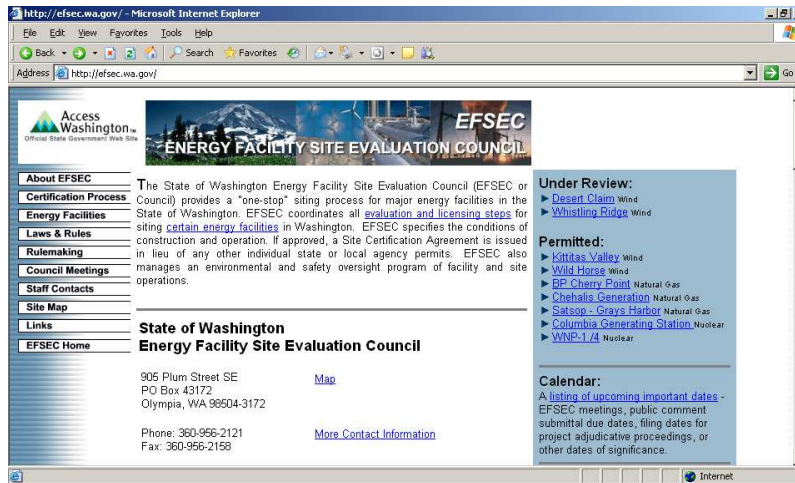 http://efsec.wa.gov/ - Microsoft Internet Explorer
File Edit View Favorites Tools Help
Back Search Favorites
Address http://efsec.wa.gov/ Go
Access
Washington
Official State Government Web Site
EFSEC
ENERGY FACILITY SITE EVALUATION COUNCIL
About EFSEC
Certification Process
Energy Facilities
Laws & Rules
Rulemaking
Council Meetings
Staff Contacts
Site Map
Links
EFSEC Home
The State of Washington Energy Facility Site Evaluation Council (EFSEC or
Council) provides a "one-stop" siting process for major energy facilities in the
State of Washington. EFSEC coordinates all evaluation and licensing steps for
siting certain energy facilities in Washington. EFSEC specifies the conditions of
construction and operation. If approved, a Site Certification Agreement is issued
in lieu of any other individual state or local agency permits. EFSEC also
manages an environmental and safety oversight program of facility and site
operations.
State of Washington
Energy Facility Site Evaluation Council
905 Plum Street SE Map
PO Box 43172
Olympia, WA 98504-3172
Phone: 360-956-2121 More Contact Information
Fax: 360-956-2158
Under Review:
Desert Claim Wind
Whistling Ridge Wind
Permitted:
Kittitas Valley Wind
Wild Horse Wind
BP Cherry Point Natural Gas
Chehalis Generation Natural Gas
Satsop - Grays Harbor Natural Gas
Columbia Generating Station Nuclear
WNP-1 /4 Nuclear
Calendar:
A listing of upcoming important dates -
EFSEC meetings, public comment
submittal due dates, filing dates for
project adjudicative proceedings, or
other dates of significance.
Internet